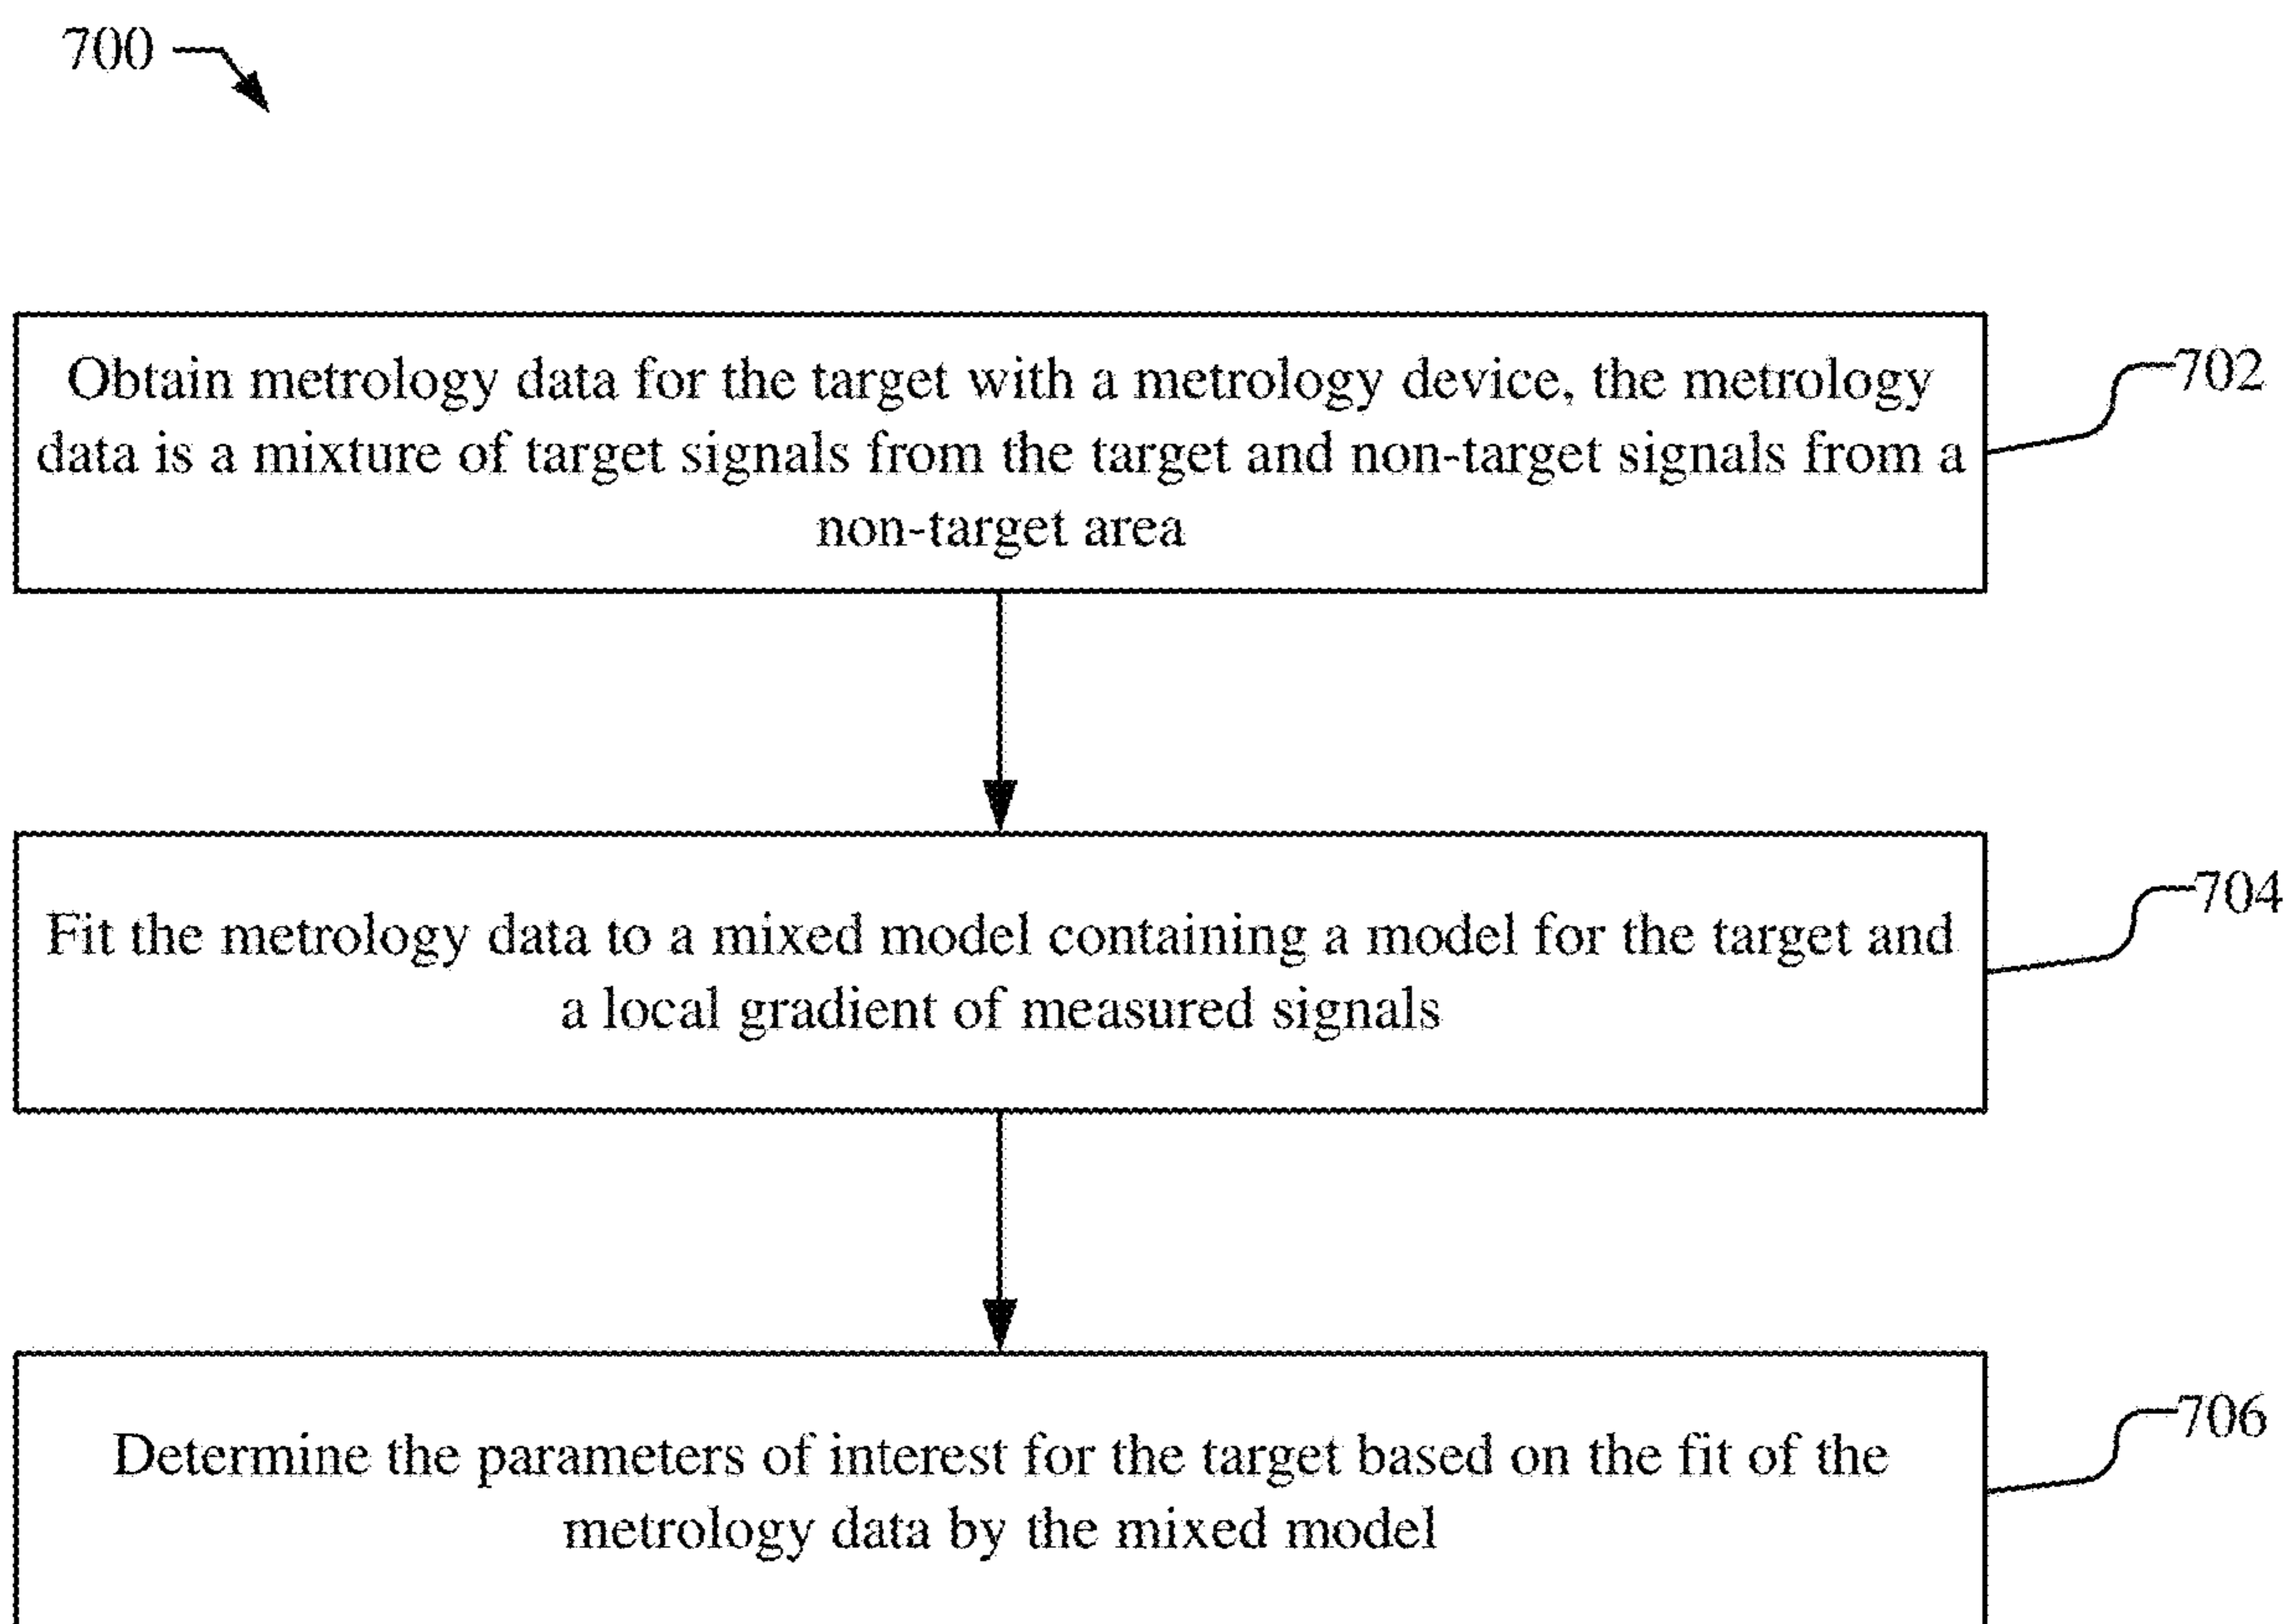 700
Obtain metrology data for the target with a metrology device, the metrology
data is a mixture of target signals from the target and non-target signals from a
non-target area
702
Fit the metrology data to a mixed model containing a model for the target and
a local gradient of measured signals
704
Determine the parameters of interest for the target based on the fit of the
metrology data by the mixed model
706